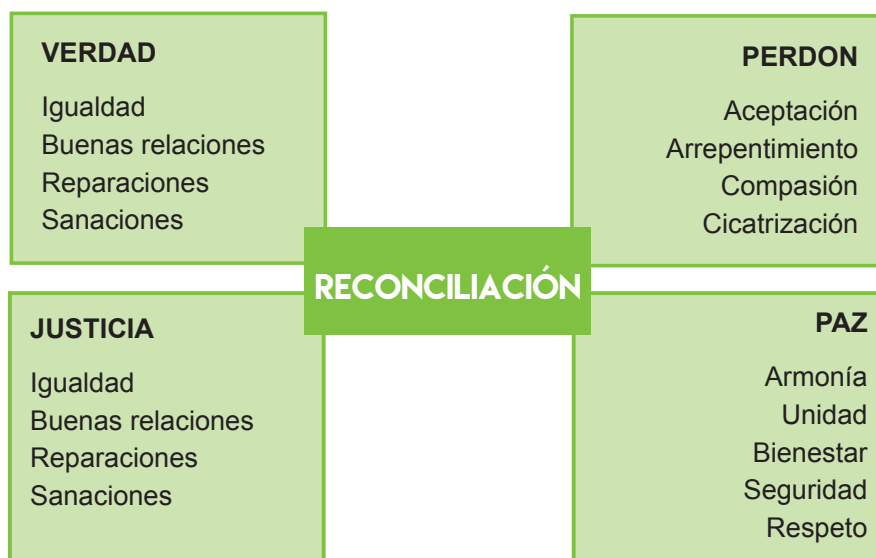 VERDAD
Igualdad
Buenas relaciones
Reparaciones
Sanaciones
PERDON
Aceptación
Arrepentimiento
Compasión
Cicatrización
RECONCILIACIÓN
JUSTICIA
Igualdad
Buenas relaciones
Reparaciones
Sanaciones
PAZ
Armonía
Unidad
Bienestar
Seguridad
Respeto